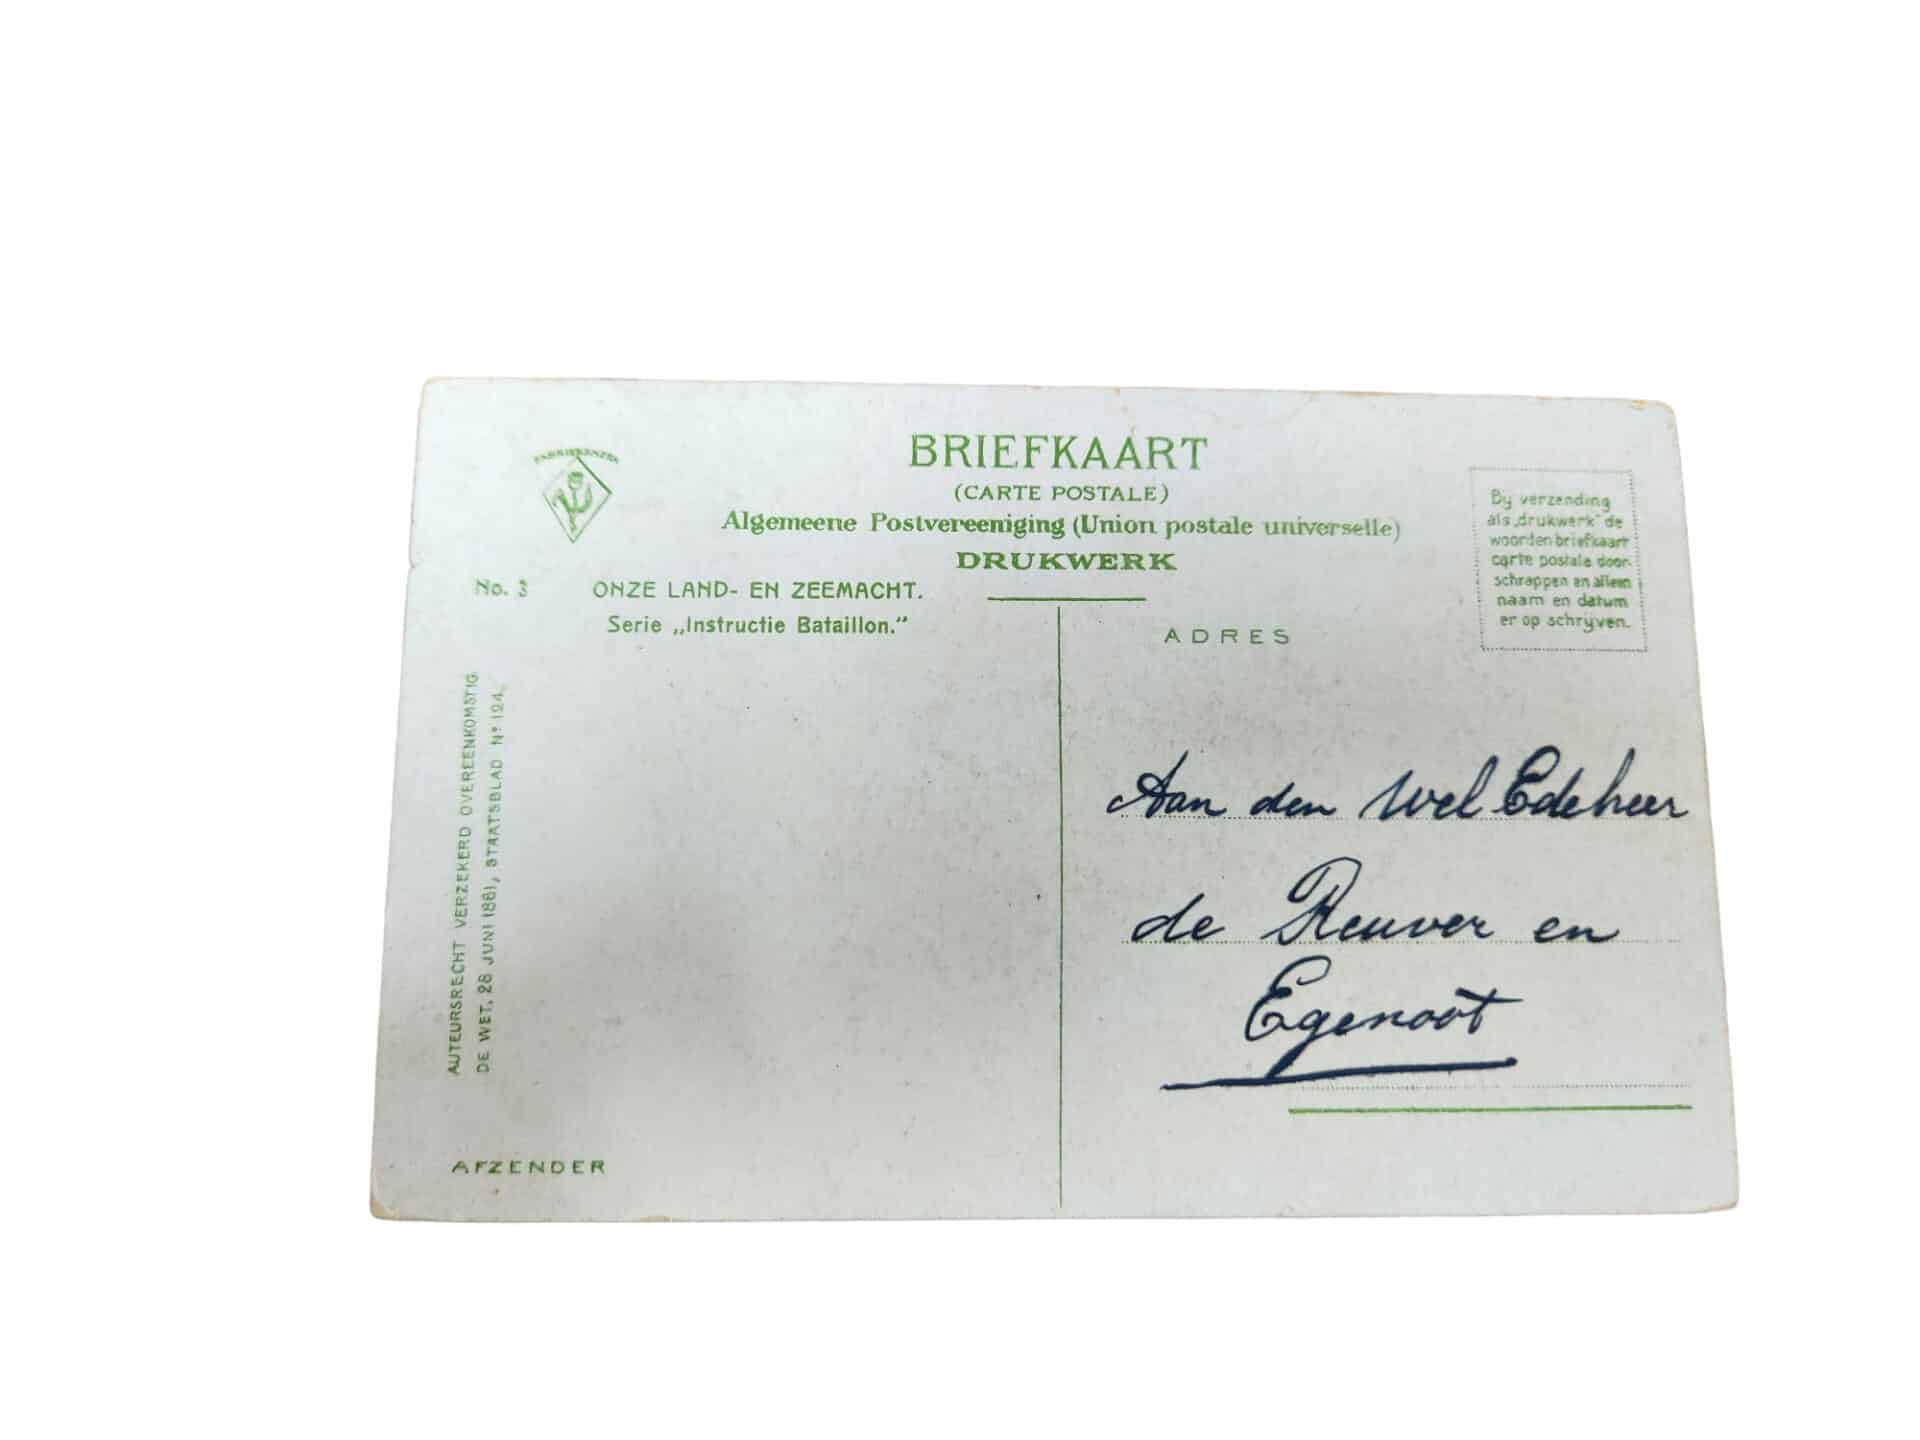 BRIEFKAART
(CARTE POSTALE)
Algemeene Postvereeniging (Union postale universelle)
DRUKWERK
No. 3
ONZE LAND- EN ZEEMACHT.
Serie „Instructie Bataillon."
AUTEURSRECHT VERZEKERD OVEREENKOMSTIG
DE WET. 28 JUNI 1881, STAATSBLAD Nº 124.
AFZENDER
By verzending
als „drukwerk" de
woorden briefkaart
carte postale door-
schrappen en alleen
naam en datum
er op schryven.
ADRES
Aan den Wel Edeheer
de Reuver en
Egenoot